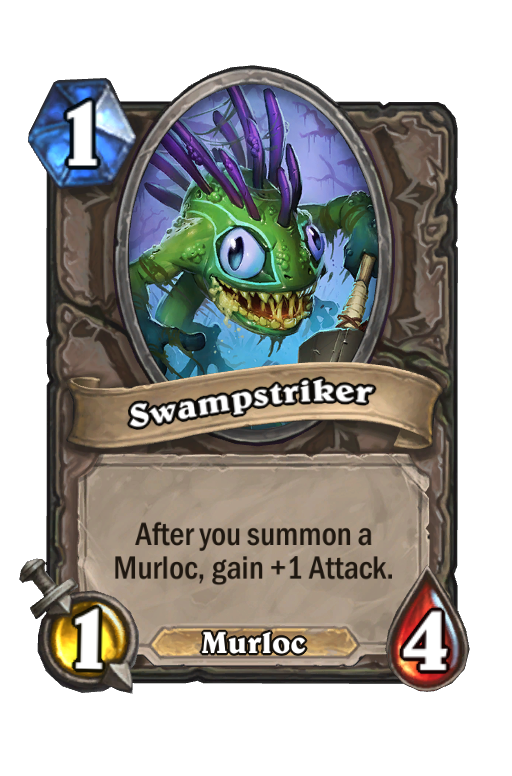 1
Swampstriker
After you summon a
Murloc, gain +1 Attack.
1
Murloc
4